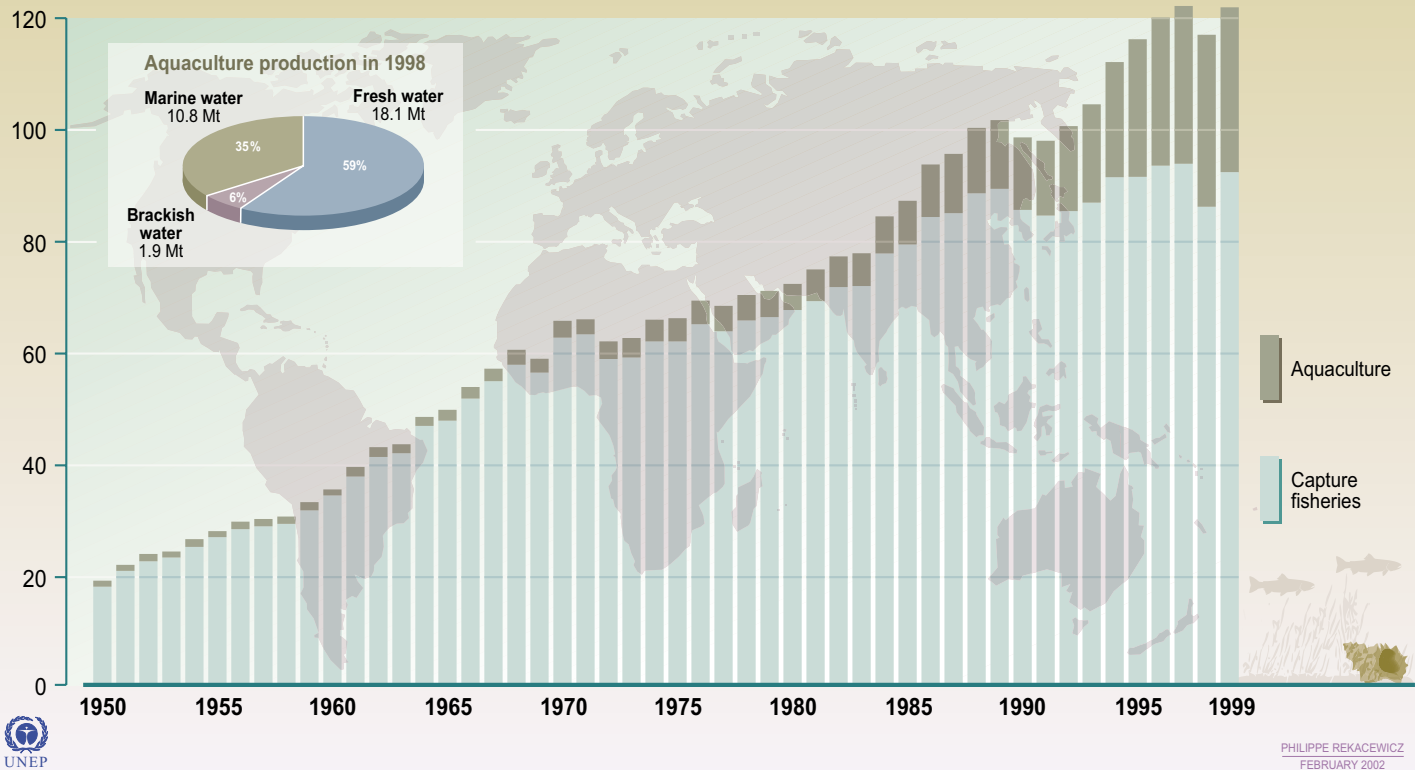 120
100
80
60
40
20
0
Aquaculture production in 1998
Marine water
10.8 Mt
Fresh water
18.1 Mt
35%
59%
6%
Brackish
water
1.9 Mt
Aquaculture
Capture
fisheries
1950 1955 1960 1965 1970 1975 1980 1985 1990 1995 1999
UNEP
PHILIPPE REKACEWICZ
FEBRUARY 2002